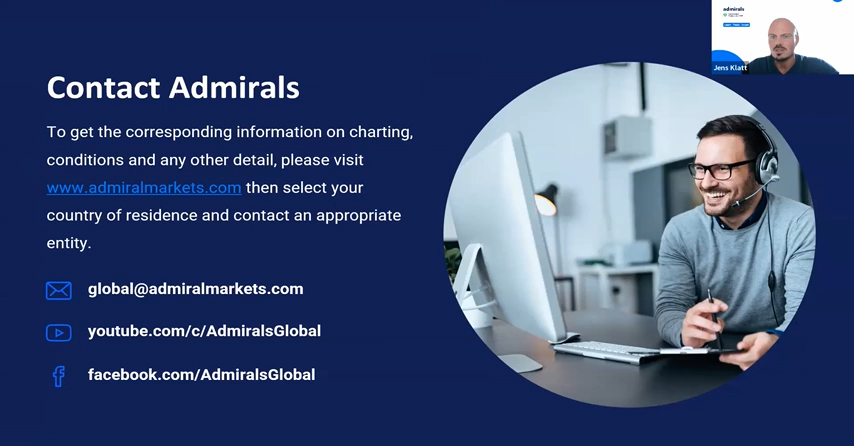 admirals
Jens Klatt
Contact Admirals
To get the corresponding information on charting,
conditions and any other detail, please visit
www.admiralmarkets.com then select your
country of residence and contact an appropriate
entity.
global@admiralmarkets.com
youtube.com/c/AdmiralsGlobal
facebook.com/AdmiralsGlobal